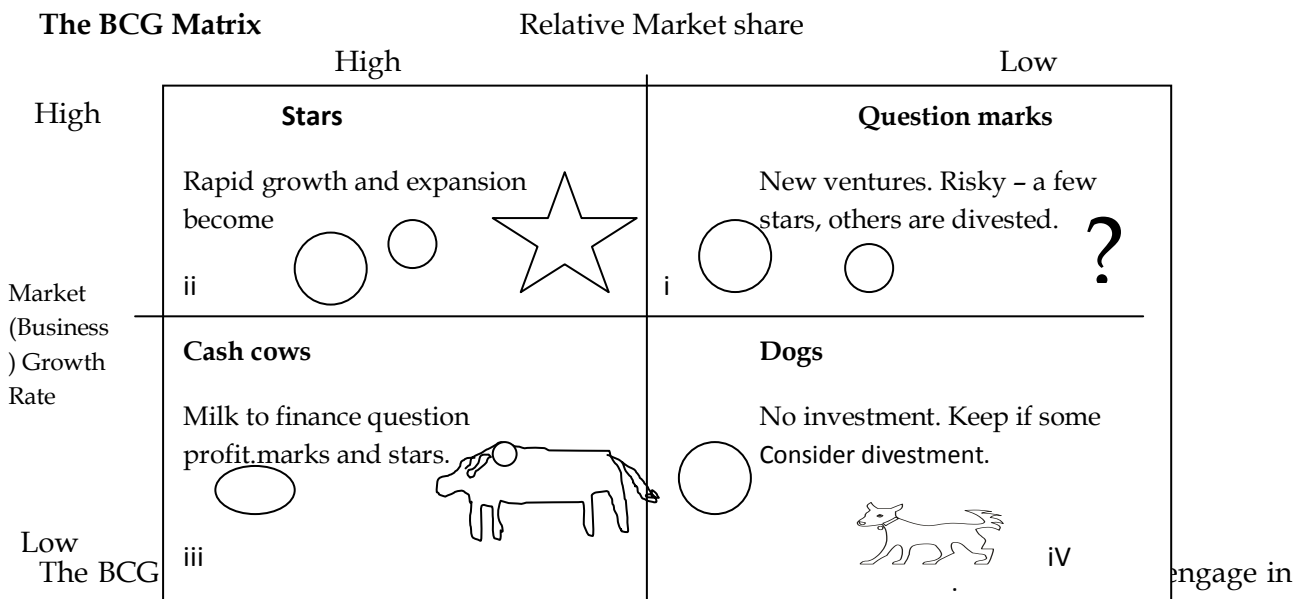 The BCG Matrix Relative Market share
High Low
High
Stars
Rapid growth and expansion
become
ii
Question marks
New ventures. Risky – a few
stars, others are divested.
?
i
Market
(Business
) Growth
Rate
Cash cows
Milk to finance question
profit.marks and stars.
iii
Dogs
No investment. Keep if some
Consider divestment.
iV
.
Low
The BCG engage in